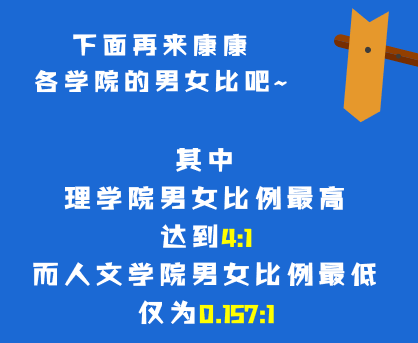 下面再来康康
各学院的男女比吧~
其中
理学院男女比例最高
达到4:1
而人文学院男女比例最低
仅为0.157:1